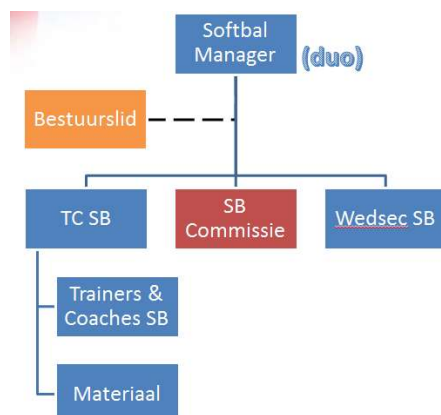 Softbal
Manager
(duo)
Bestuurslid
TC SB
SB
Commissie
Wedsec SB
Trainers &
Coaches SB
Materiaal